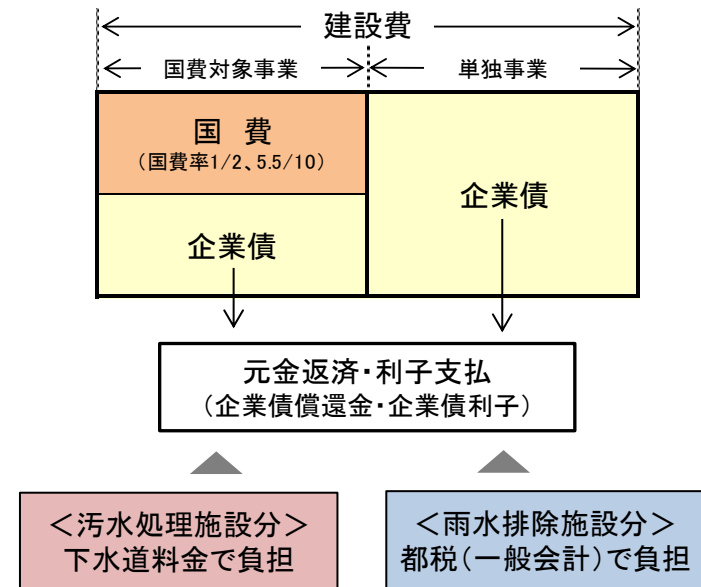 建設費
国費対象事業
単独事業
国 費
（国費率1/2、5.5/10）
企業債
企業債
元金返済・利子支払
（企業債償還金・企業債利子）
＜汚水処理施設分＞
下水道料金で負担
＜雨水排除施設分＞
都税（一般会計）で負担